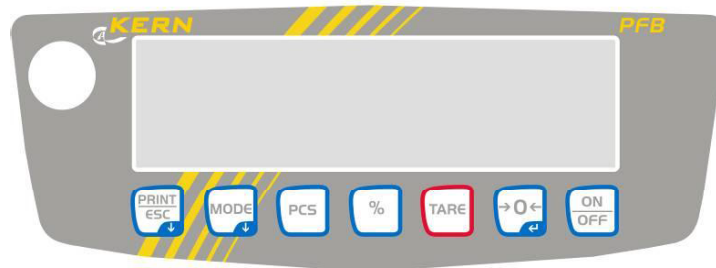 KERN PFB
PRINT
ESC
MODE
PCS
%
TARE
→0←
ON
OFF